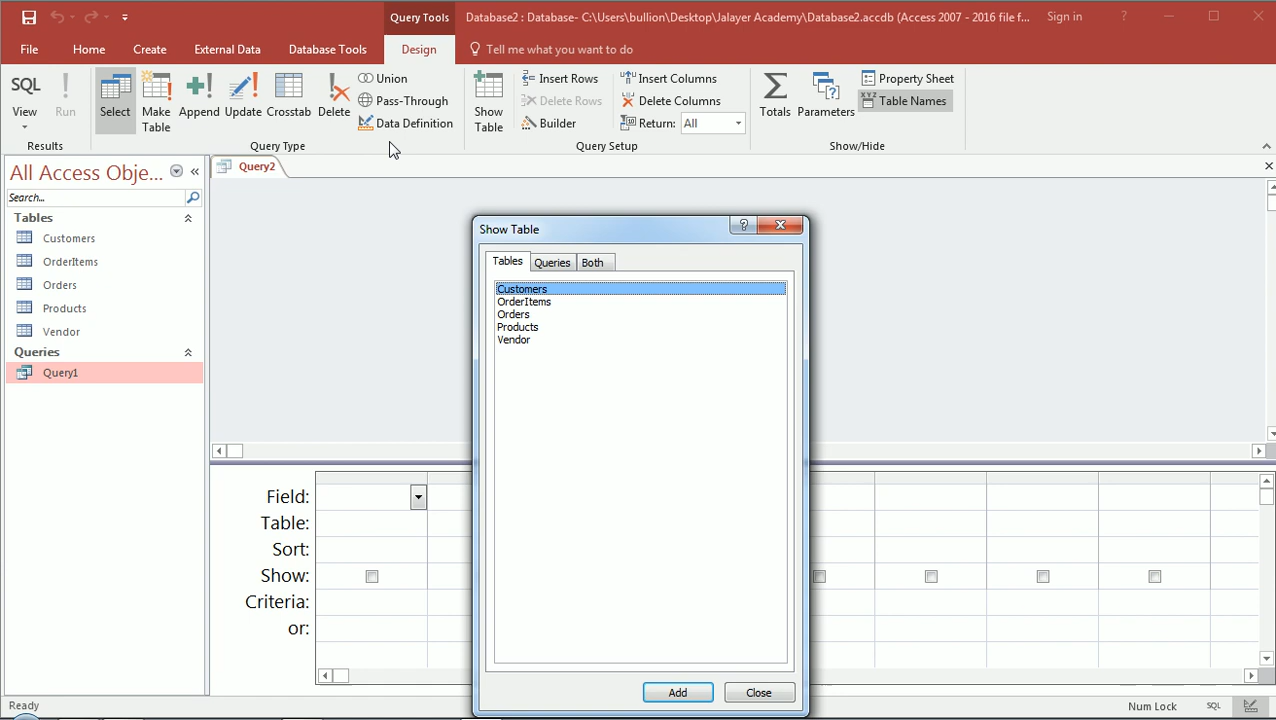 Query Tools
Database2 : Database- C:\Users\bullion\Desktop\Jalayer Academy\Database2.accdb (Access 2007 - 2016 file f...
Sign in
?
File
Home
Create
External Data
Database Tools
Design
Tell me what you want to do
SQL
View
Run
Select
Make Table
Append
Update
Crosstab
Delete
Union
Pass-Through
Data Definition
Show Table
Insert Rows
Delete Rows
Builder
Insert Columns
Delete Columns
Return: All
Totals
Parameters
Property Sheet
XYZ Table Names
Results
Query Type
Query Setup
Show/Hide
All Access Obje...
Search...
Tables
Customers
OrderItems
Orders
Products
Vendor
Queries
Query1
Query2
Show Table
?
Tables
Queries
Both
Customers
OrderItems
Orders
Products
Vendor
Add
Close
Field:
Table:
Sort:
Show:
Criteria:
or:
Ready
Num Lock
SQL